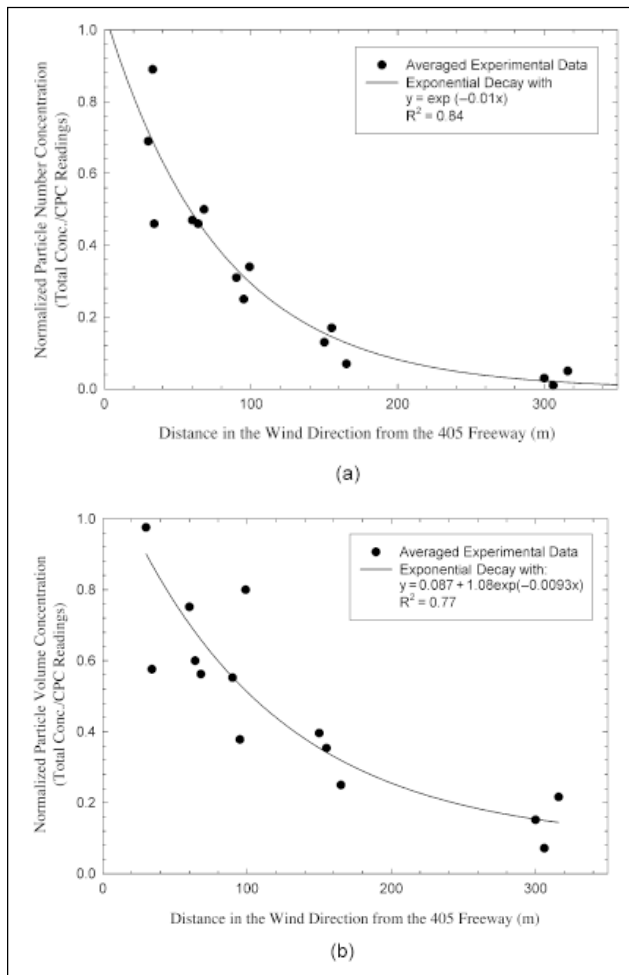 Normalized Particle Number Concentration
(Total Conc./CPC Readings)
1.0
0.8
0.6
0.4
0.2
0.0
Averaged Experimental Data
Exponential Decay with
y = exp (−0.01x)
R² = 0.84
0
100
200
300
Distance in the Wind Direction from the 405 Freeway (m)
(a)
Normalized Particle Volume Concentration
(Total Conc./CPC Readings)
1.0
0.8
0.6
0.4
0.2
0.0
Averaged Experimental Data
Exponential Decay with:
y = 0.087 + 1.08exp(−0.0093x)
R² = 0.77
0
100
200
300
Distance in the Wind Direction from the 405 Freeway (m)
(b)